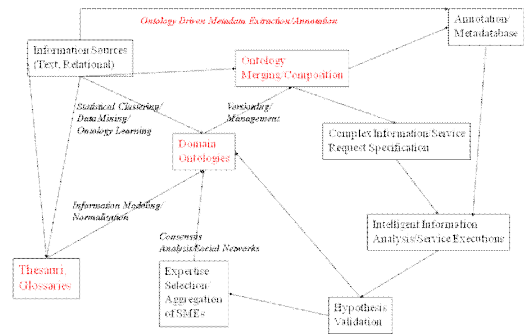 Ontology Driven Metadata Extraction/Annotation
Annotation/
Metadatabase
Information Sources
(Text, Relational)
Ontology
Merging/Composition
Statistical Clustering/
Data Mining/
Ontology Learning
Versioning/
Management
Domain
Ontologies
Complex Information Service
Request Specification
Information Modeling/
Normalization
Intelligent Information
Analysis/Service Executions
Consensus
Analysis/Social Networks
Thesauri,
Glossaries
Expertise
Selection/
Aggregation
of SMEs
Hypothesis
Validation